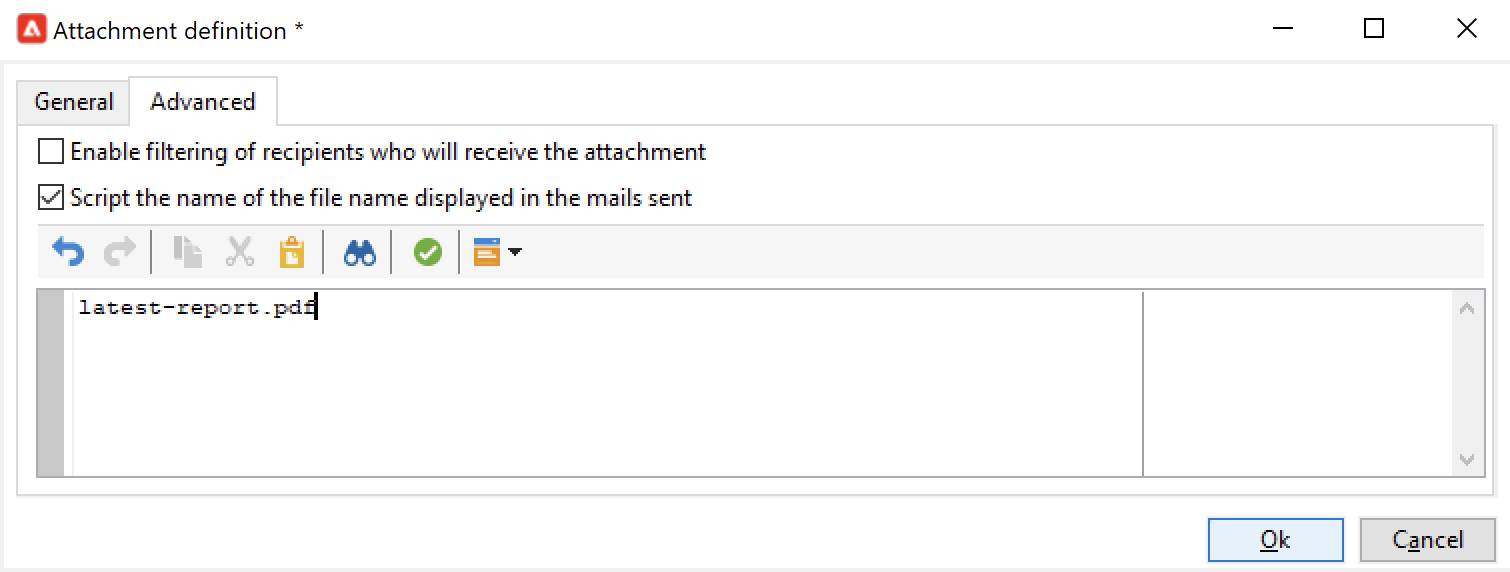 Attachment definition *
General
Advanced
Enable filtering of recipients who will receive the attachment
Script the name of the file name displayed in the mails sent
latest-report.pdf
Ok
Cancel